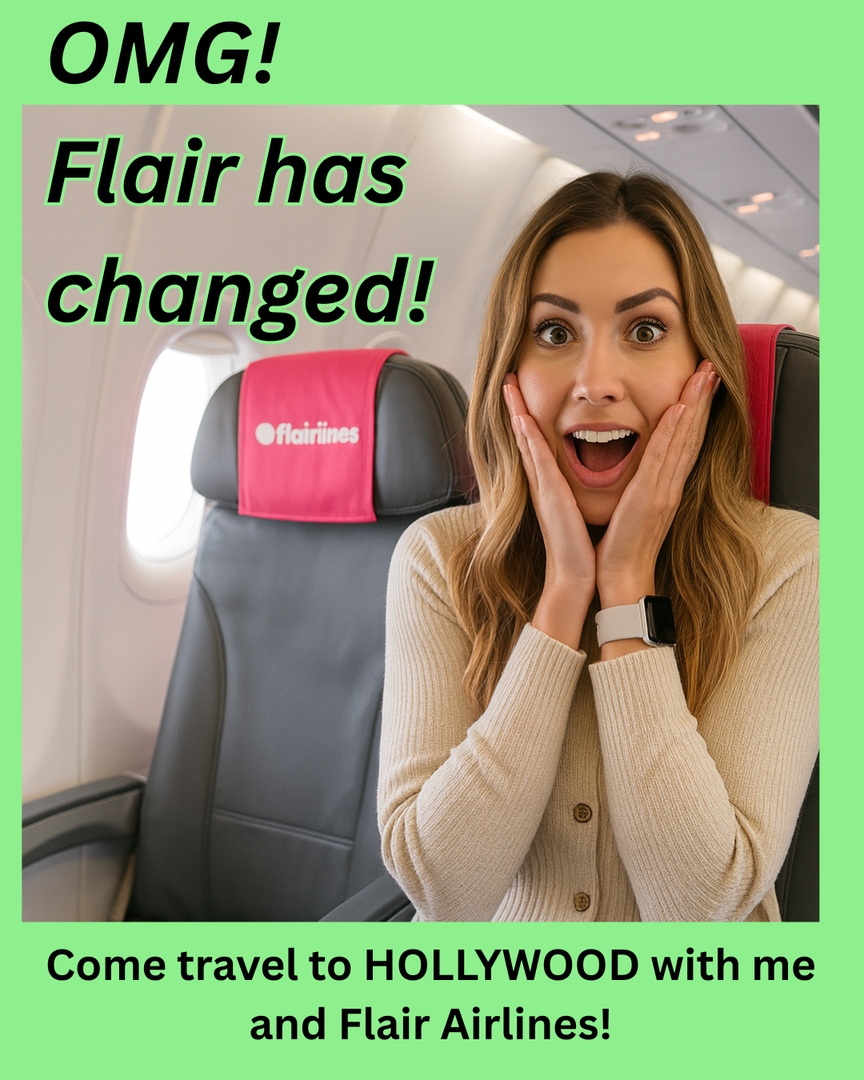 OMG!
Flair has
changed!
flairiines
Come travel to HOLLYWOOD with me
and Flair Airlines!